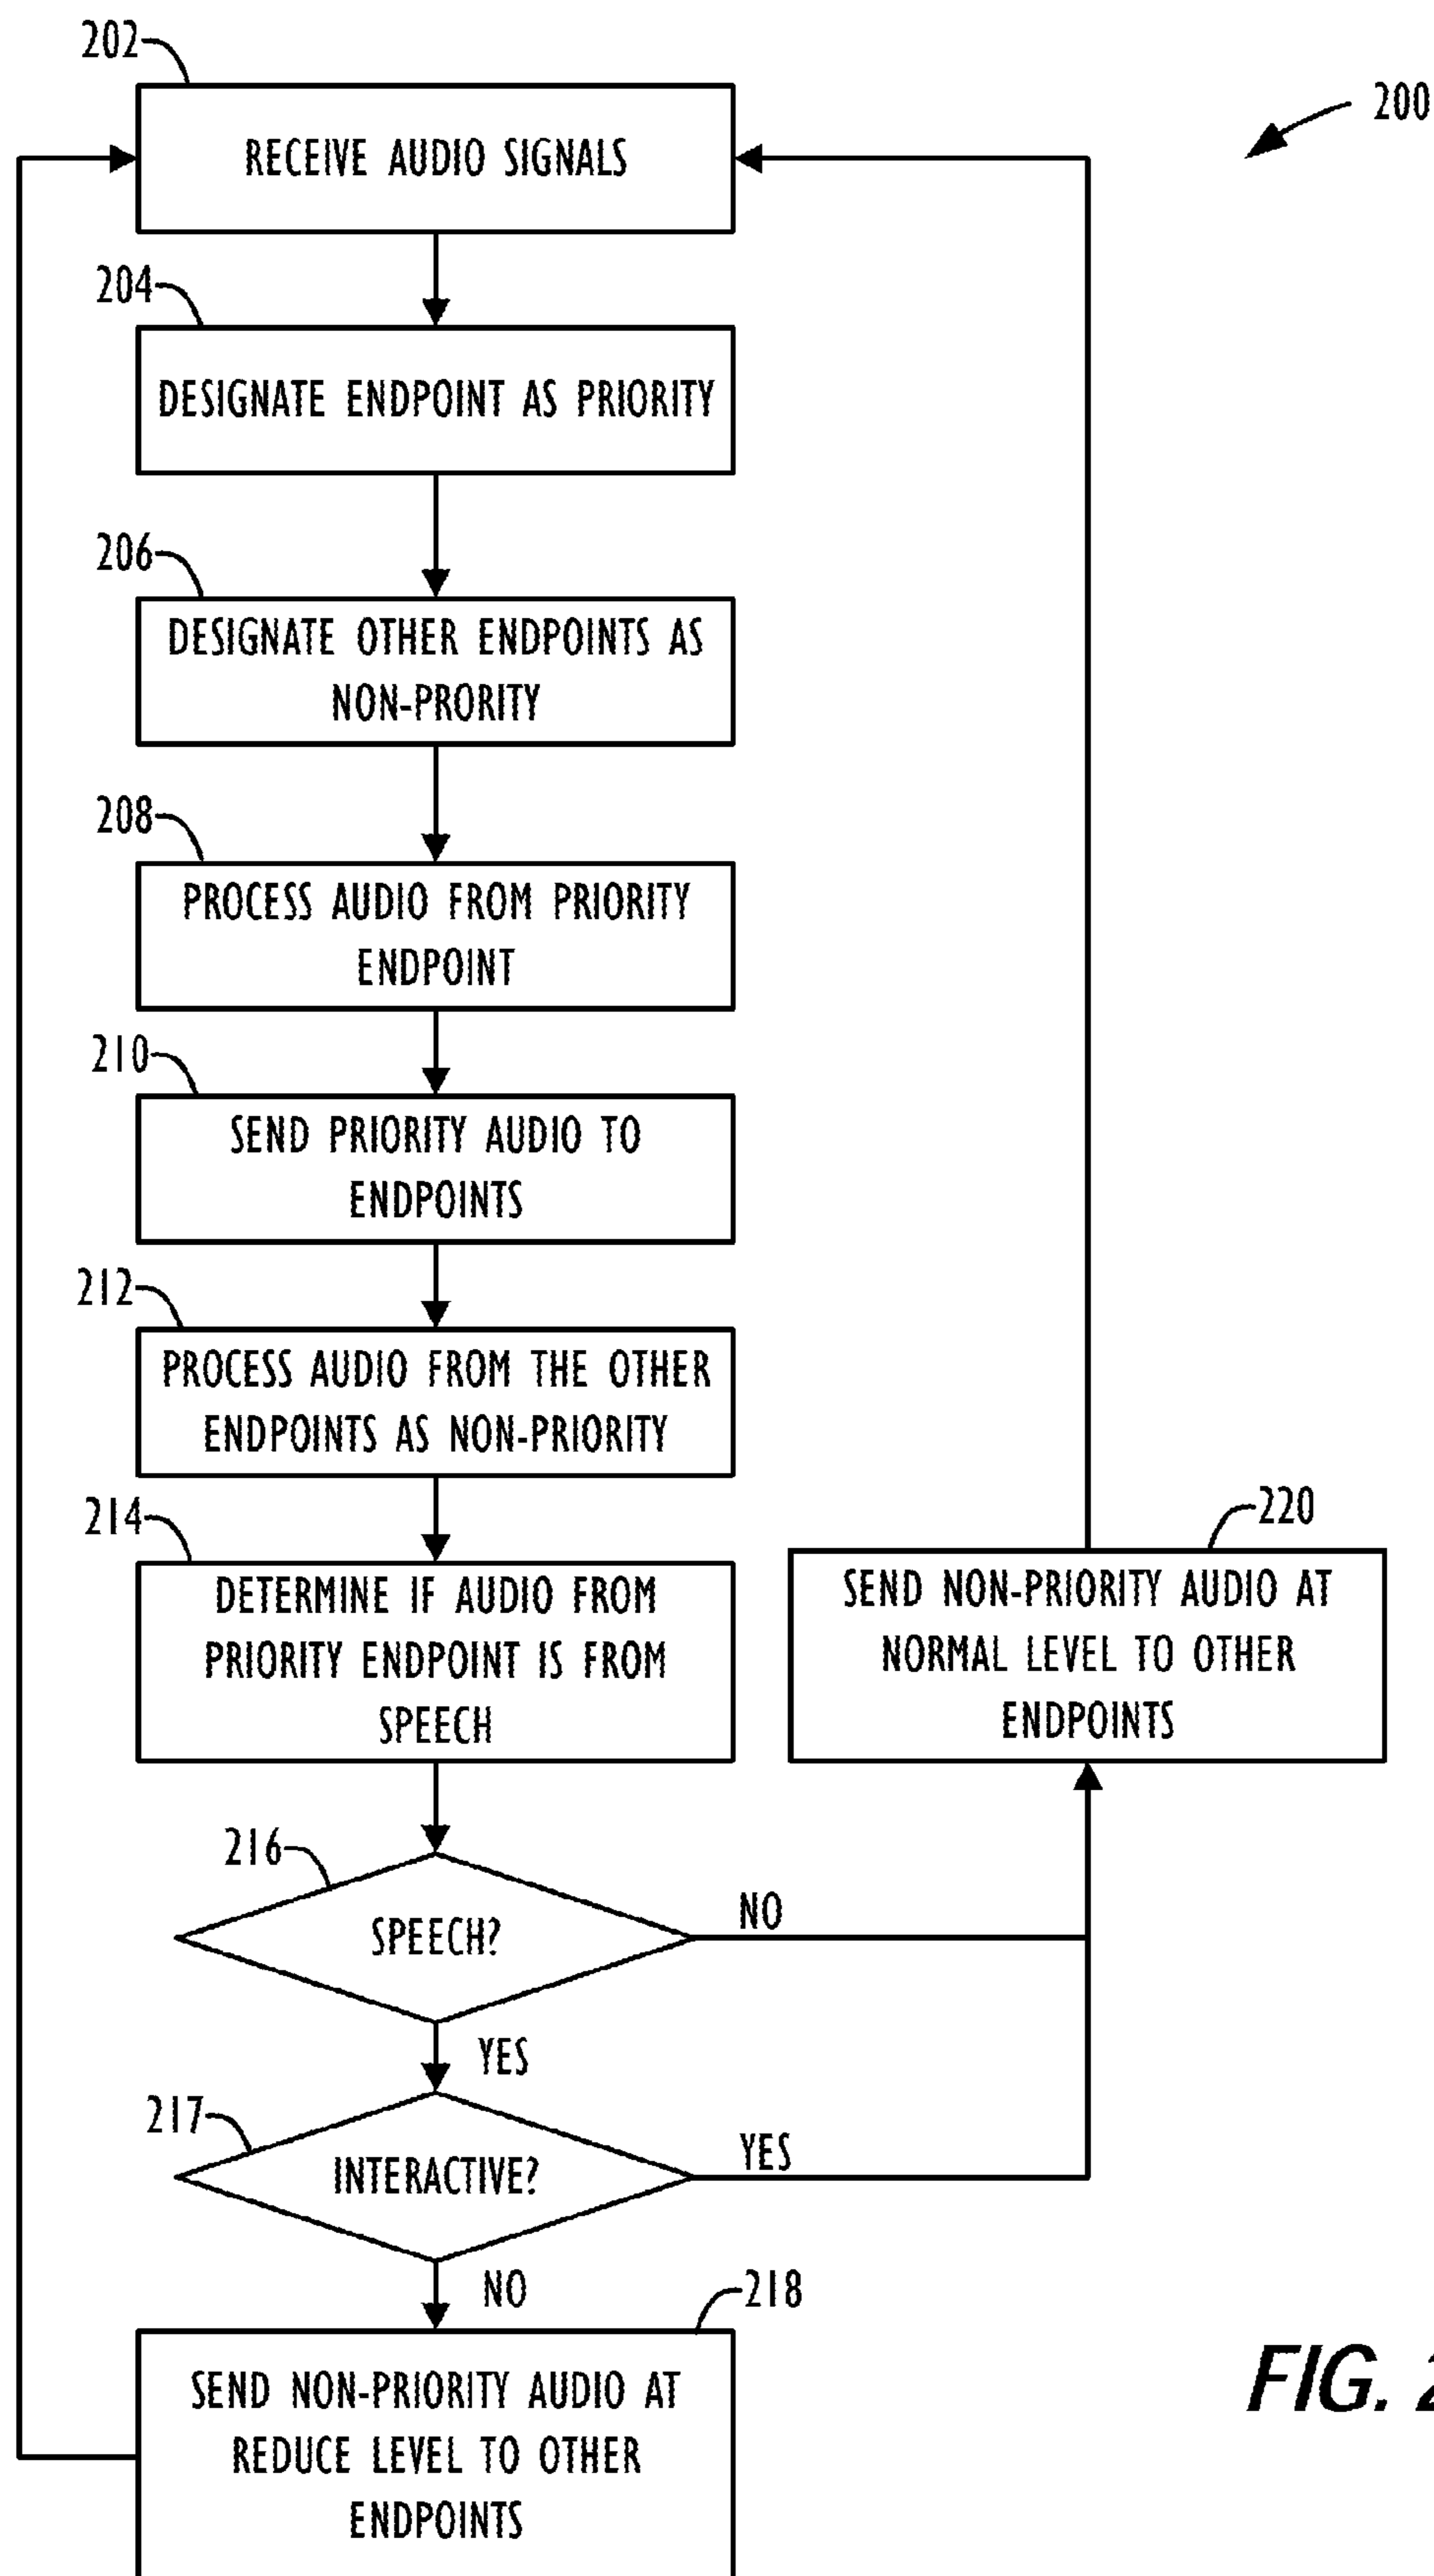 202
200
RECEIVE AUDIO SIGNALS
204
DESIGNATE ENDPOINT AS PRIORITY
206
DESIGNATE OTHER ENDPOINTS AS
NON-PRORITY
208
PROCESS AUDIO FROM PRIORITY
ENDPOINT
210
SEND PRIORITY AUDIO TO
ENDPOINTS
212
PROCESS AUDIO FROM THE OTHER
ENDPOINTS AS NON-PRIORITY
214
DETERMINE IF AUDIO FROM
PRIORITY ENDPOINT IS FROM
SPEECH
220
SEND NON-PRIORITY AUDIO AT
NORMAL LEVEL TO OTHER
ENDPOINTS
216
SPEECH?
NO
YES
217
INTERACTIVE?
YES
NO
218
SEND NON-PRIORITY AUDIO AT
REDUCE LEVEL TO OTHER
ENDPOINTS
FIG. 2